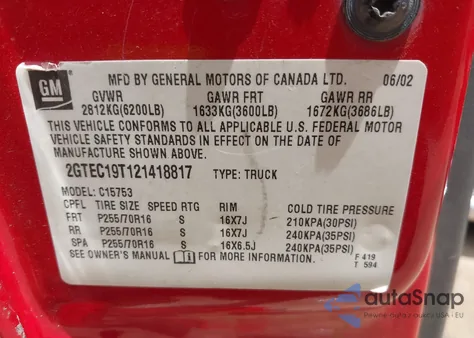 GM
MFD BY GENERAL MOTORS OF CANADA LTD. 06/02
GVWR GAWR FRT GAWR RR
2812KG(6200LB) 1633KG(3600LB) 1672KG(3686LB)
THIS VEHICLE CONFORMS TO ALL APPLICABLE U.S. FEDERAL MOTOR
VEHICLE SAFETY STANDARDS IN EFFECT ON THE DATE OF
MANUFACTURE SHOWN ABOVE.
2GTEC19T121418817 TYPE: TRUCK
MODEL: C15753
CPFL TIRE SIZE SPEED RTG RIM COLD TIRE PRESSURE
FRT P255/70R16 S 16X7J 210KPA(30PSI)
RR P255/70R16 S 16X7J 240KPA(35PSI)
SPA P255/70R16 S 16X6.5J 240KPA(35PSI)
SEE OWNER'S MANUAL FOR MORE INFORMATION.
F 419
T 594
autoSnap